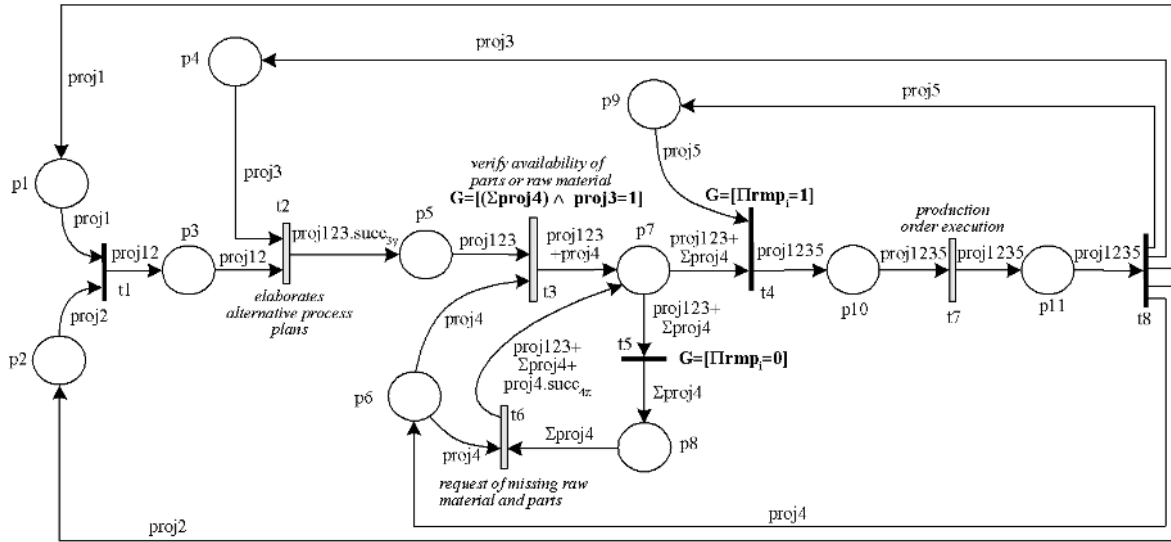 proj3
p4
proj5
proj1
p9
proj5
verify availability of
parts or raw material
G=[(Σproj4) ∧ proj3=1]
proj3
p1
G=[Πrmpi=1]
proj1
t2
p5
p7
production
order execution
proj12
p3
proj12
proj123.succ3y
proj123
proj123
+proj4
proj123+
Σproj4
proj1235
proj1235
proj1235
proj1235
t1
elaborates
alternative process
plans
t3
t4
p10
t7
p11
t8
proj2
proj4
proj123+
Σproj4
p2
proj123+
Σproj4+
proj4.succ4z
t5
G=[Πrmpi=0]
p6
Σproj4
t6
Σproj4
p8
proj4
request of missing raw
material and parts
proj4
proj2